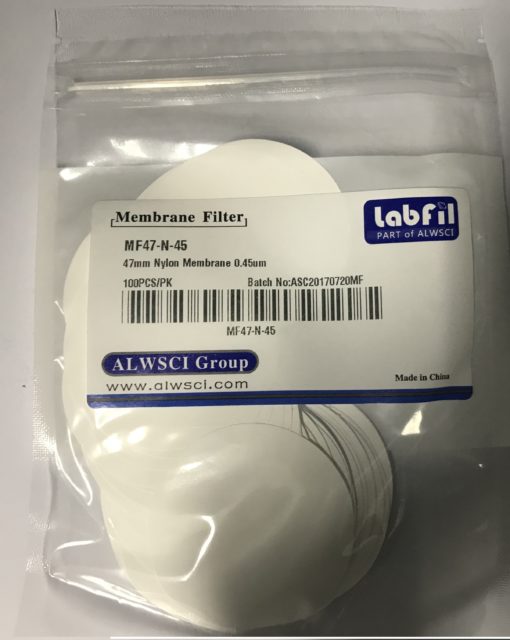 Membrane Filter
LabFil
PART of ALWSCI
MF47-N-45
47mm Nylon Membrane 0.45um
100PCS/PK Batch No:ASC20170720MF
MF47-N-45
ALWSCI Group
www.alwsci.com
Made in China